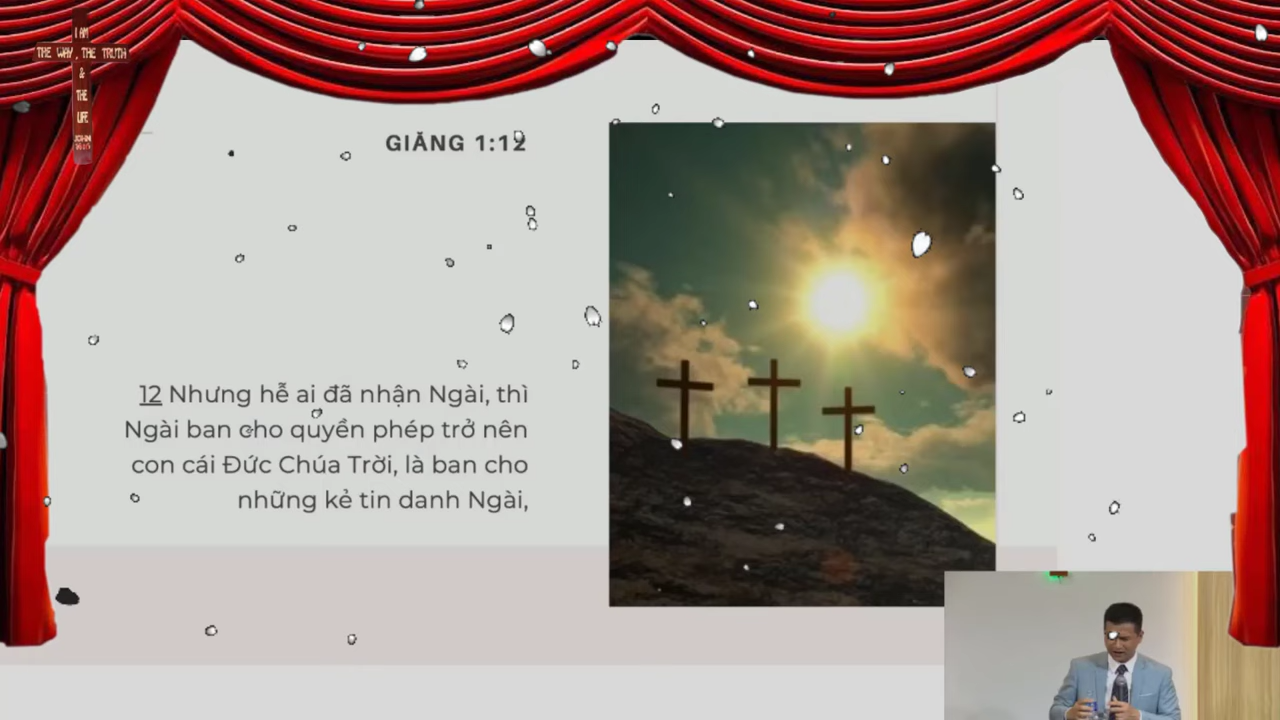 I AM
THE WAY, THE TRUTH
&
THE
LIFE
JOHN
GIĂNG 1:12
12 Nhưng hễ ai đã nhận Ngài, thì
Ngài ban cho quyền phép trở nên
con cái Đức Chúa Trời, là ban cho
những kẻ tin danh Ngài,